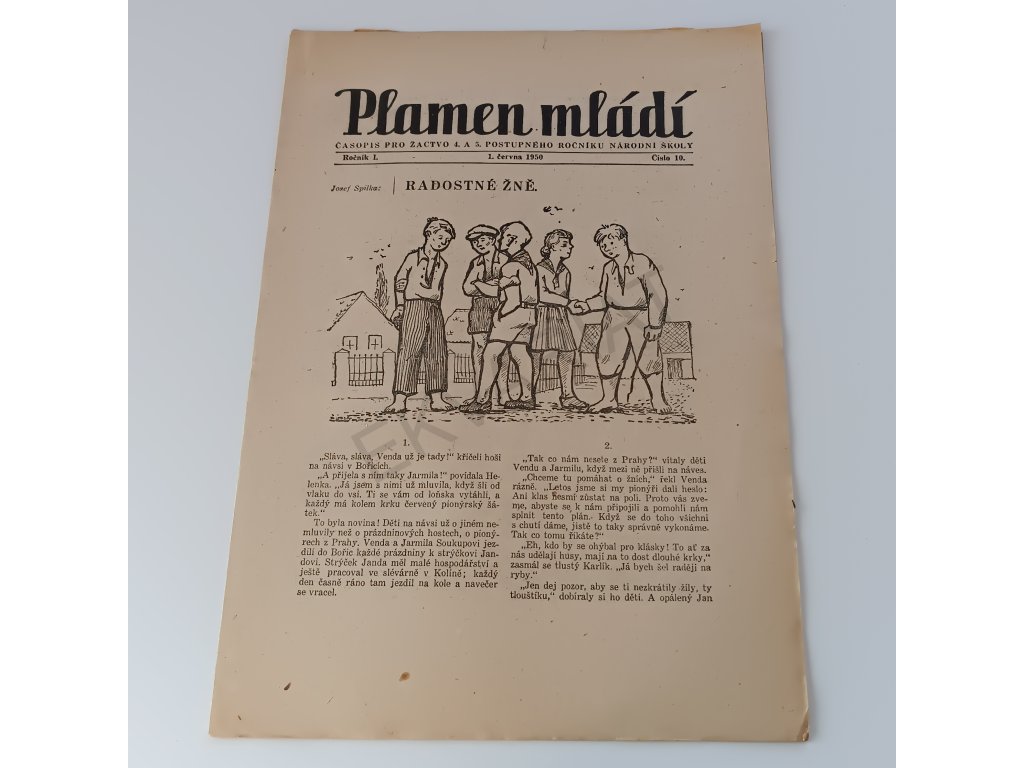 Plamen mládí
ČASOPIS PRO ŽACTVO 4. A 5. POSTUPNÉHO ROČNÍKU NÁRODNÍ ŠKOLY
Ročník I.
1. června 1950
Číslo 10.
Josef Spilka:
RADOSTNÉ ŽNĚ.
1.
„Sláva, sláva, Venda už je tady!“ křičeli hoši
na návsi v Bořicích.
„A přijela s ním taky Jarmila!“ povídala He-
lenka. „Já jsem s nimi už mluvila, když šli od
vlaku do vsi. Ti se vám od loňska vytáhli, a
každý má kolem krku červený pionýrský šá-
tek.“
To byla novina! Děti na návsi už o jiném ne-
mluvily než o prázdninových hostech, o pioný-
rech z Prahy. Venda a Jarmila Soukupovi jez-
dili do Bořic každé prázdniny k strýčkovi Jan-
dovi. Strýček Janda měl malé hospodářství a
ještě pracoval ve slévárně v Kolíně; každý
den časně ráno tam jezdil na kole a navečer
se vracel.
2.
„Tak co nám nesete z Prahy?“ vítaly děti
Vendu a Jarmilu, když mezi ně přišli na náves.
„Chceme tu pomáhat o žních,“ řekl Venda
rázně. „Letos jsme si my pionýři dali heslo:
Ani klas nesmí zůstat na poli. Proto vás zve-
me, abyste se k nám připojili a pomohli nám
splnit tento plán. Když se do toho všichni
s chutí dáme, jistě to taky správně vykonáme.
Tak co tomu říkáte?“
„Eh, kdo by se ohýbal pro klásky! To ať za
nás udělají husy, mají na to dost dlouhé krky,“
zasmál se tlustý Karlík. „Já bych šel raději na
ryby.“
„Jen dej pozor, aby se ti nezkrátily žíly, ty
tlouštíku,“ dobíraly si ho děti. A opálený Jan